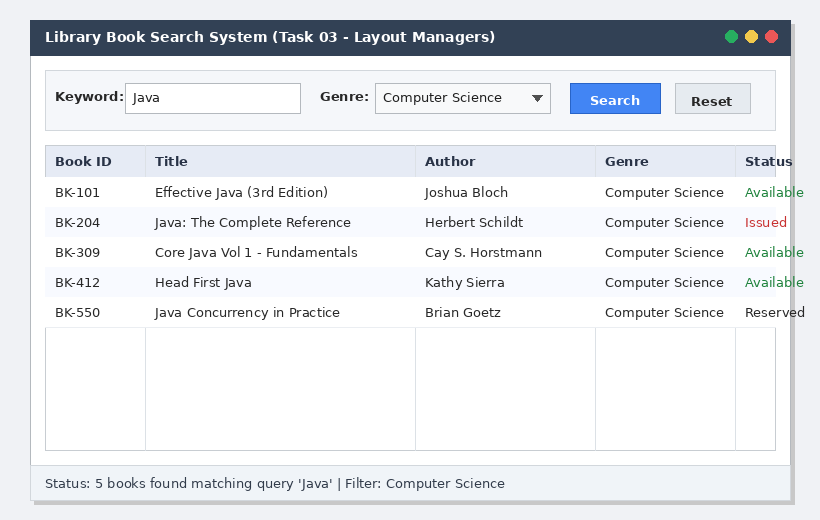 Library Book Search System (Task 03 - Layout Managers)
Keyword: Java Genre: Computer Science Search Reset
Book ID Title Author Genre Status
BK-101 Effective Java (3rd Edition) Joshua Bloch Computer Science Available
BK-204 Java: The Complete Reference Herbert Schildt Computer Science Issued
BK-309 Core Java Vol 1 - Fundamentals Cay S. Horstmann Computer Science Available
BK-412 Head First Java Kathy Sierra Computer Science Available
BK-550 Java Concurrency in Practice Brian Goetz Computer Science Reserved
Status: 5 books found matching query 'Java' | Filter: Computer Science